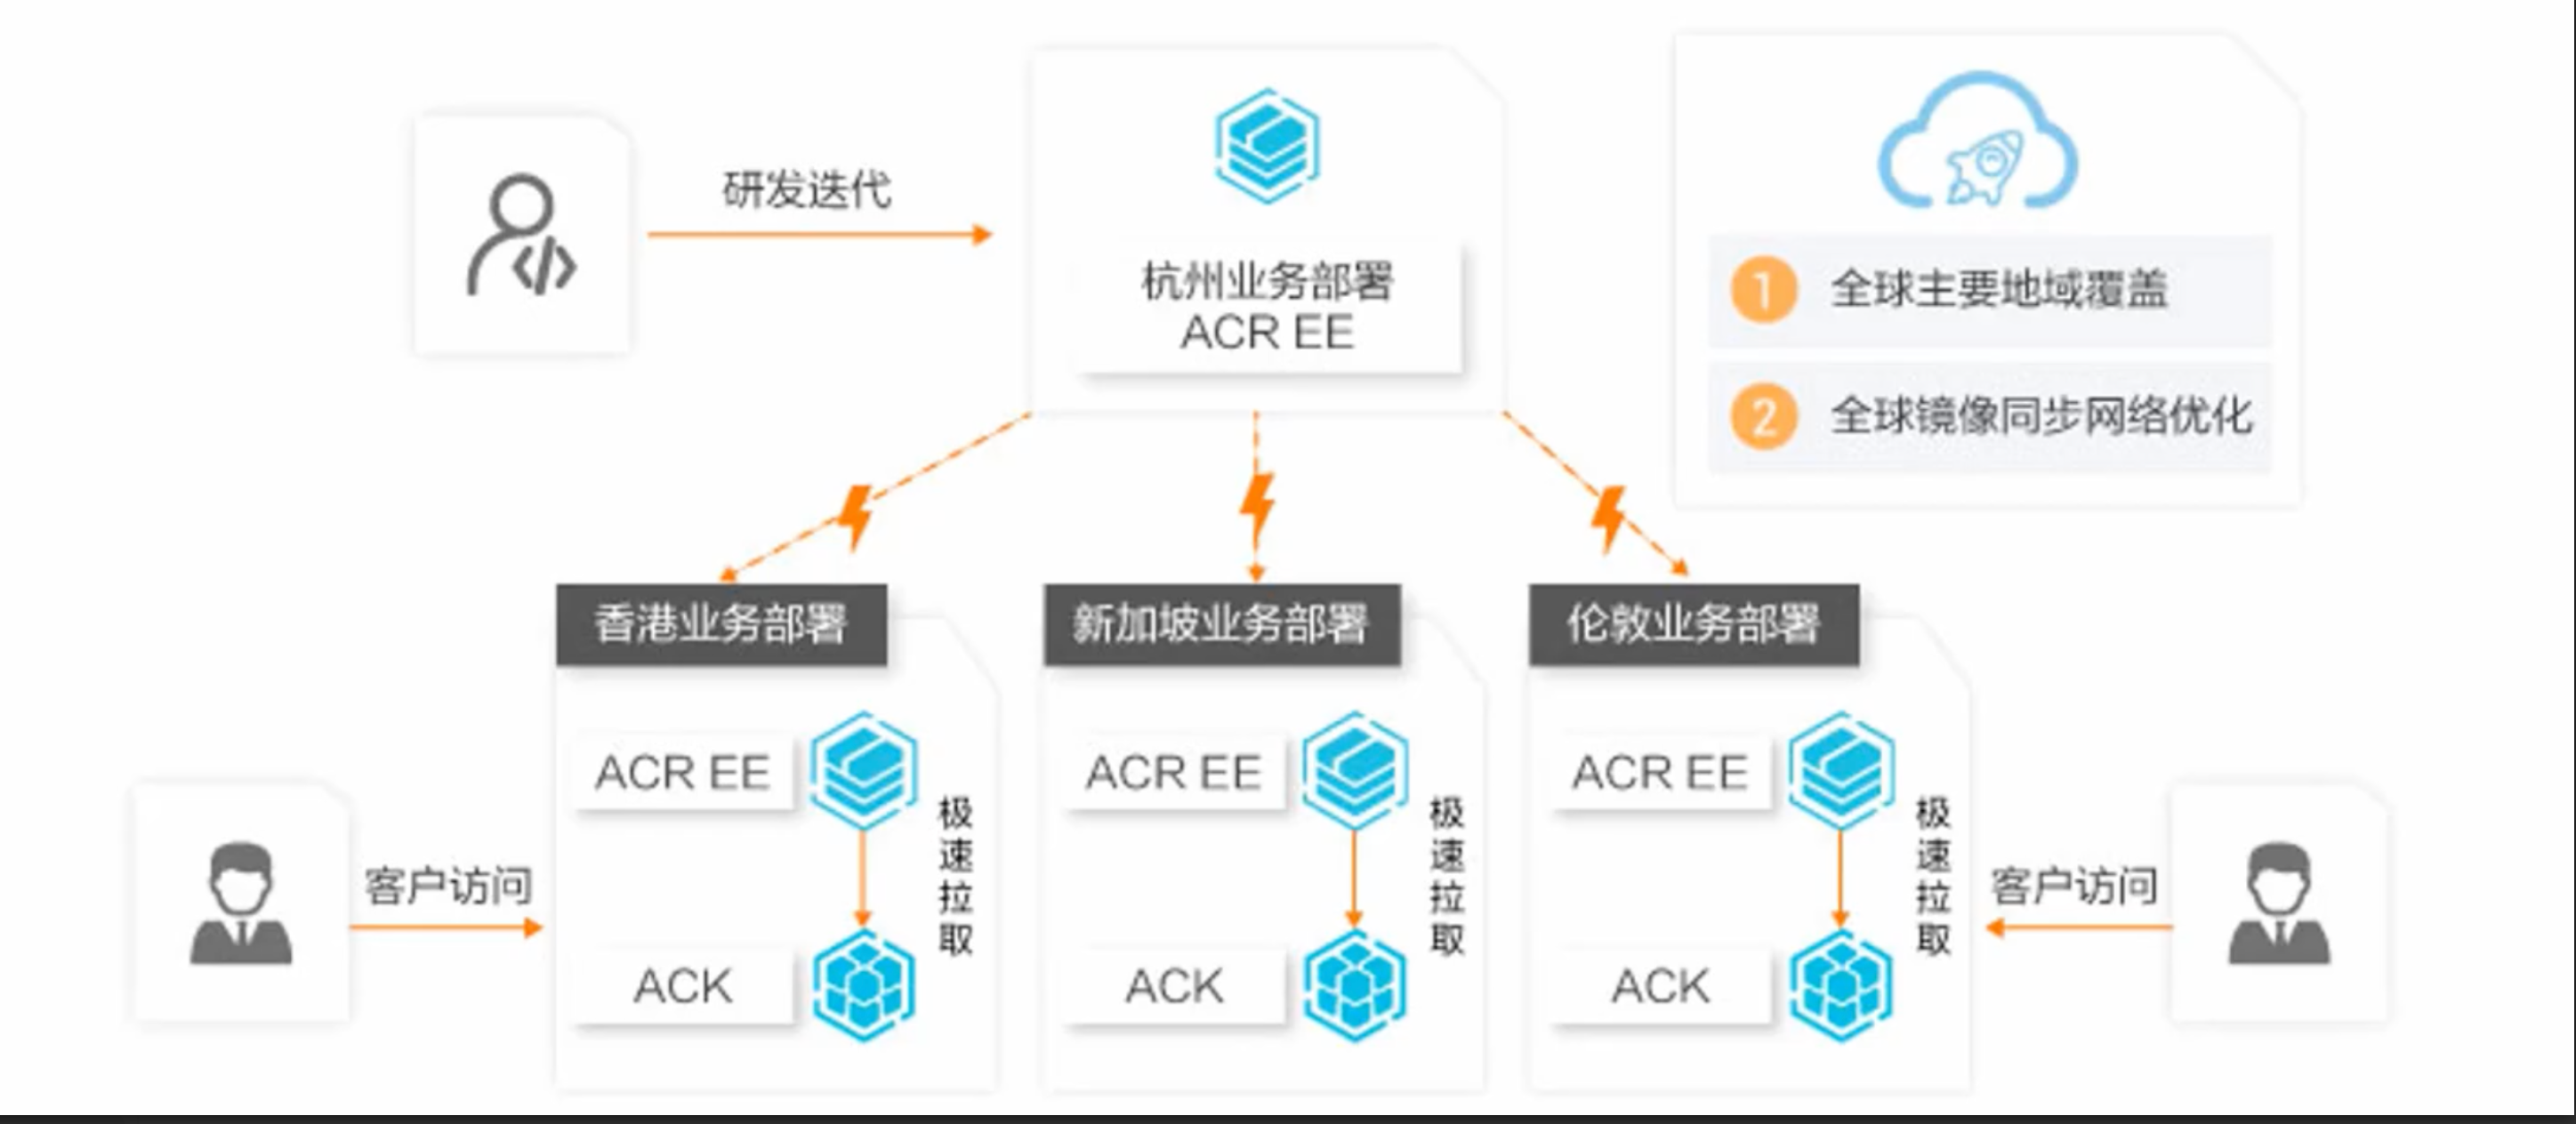 研发迭代
杭州业务部署
ACR EE
1 全球主要地域覆盖
2 全球镜像同步网络优化
香港业务部署
ACR EE
极速拉取
ACK
新加坡业务部署
ACR EE
极速拉取
ACK
伦敦业务部署
ACR EE
极速拉取
ACK
客户访问
客户访问